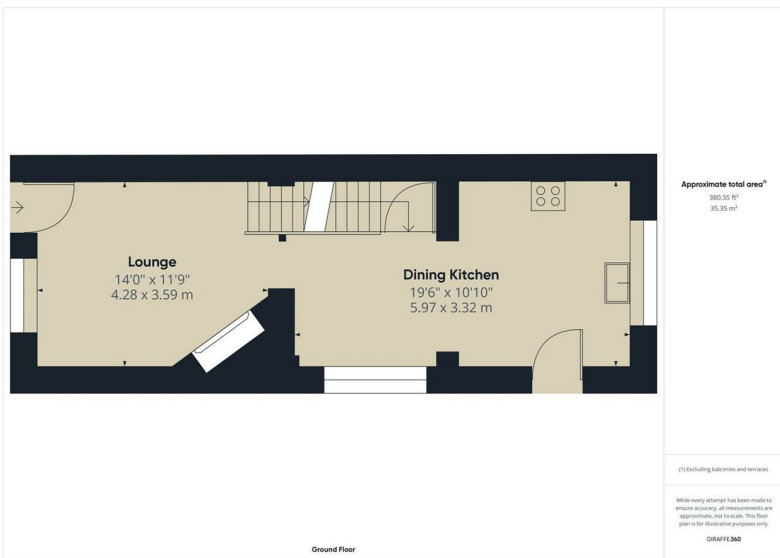 Lounge
14'0" x 11'9"
4.28 x 3.59 m
Dining Kitchen
19'6" x 10'10"
5.97 x 3.32 m
Ground Floor
Approximate total area⁽¹⁾
380.55 ft²
35.35 m²
(1) Excluding balconies and terraces
While every attempt has been made to
ensure accuracy, all measurements are
approximate, not to scale. This floor
plan is for illustrative purposes only.
GIRAFFE360